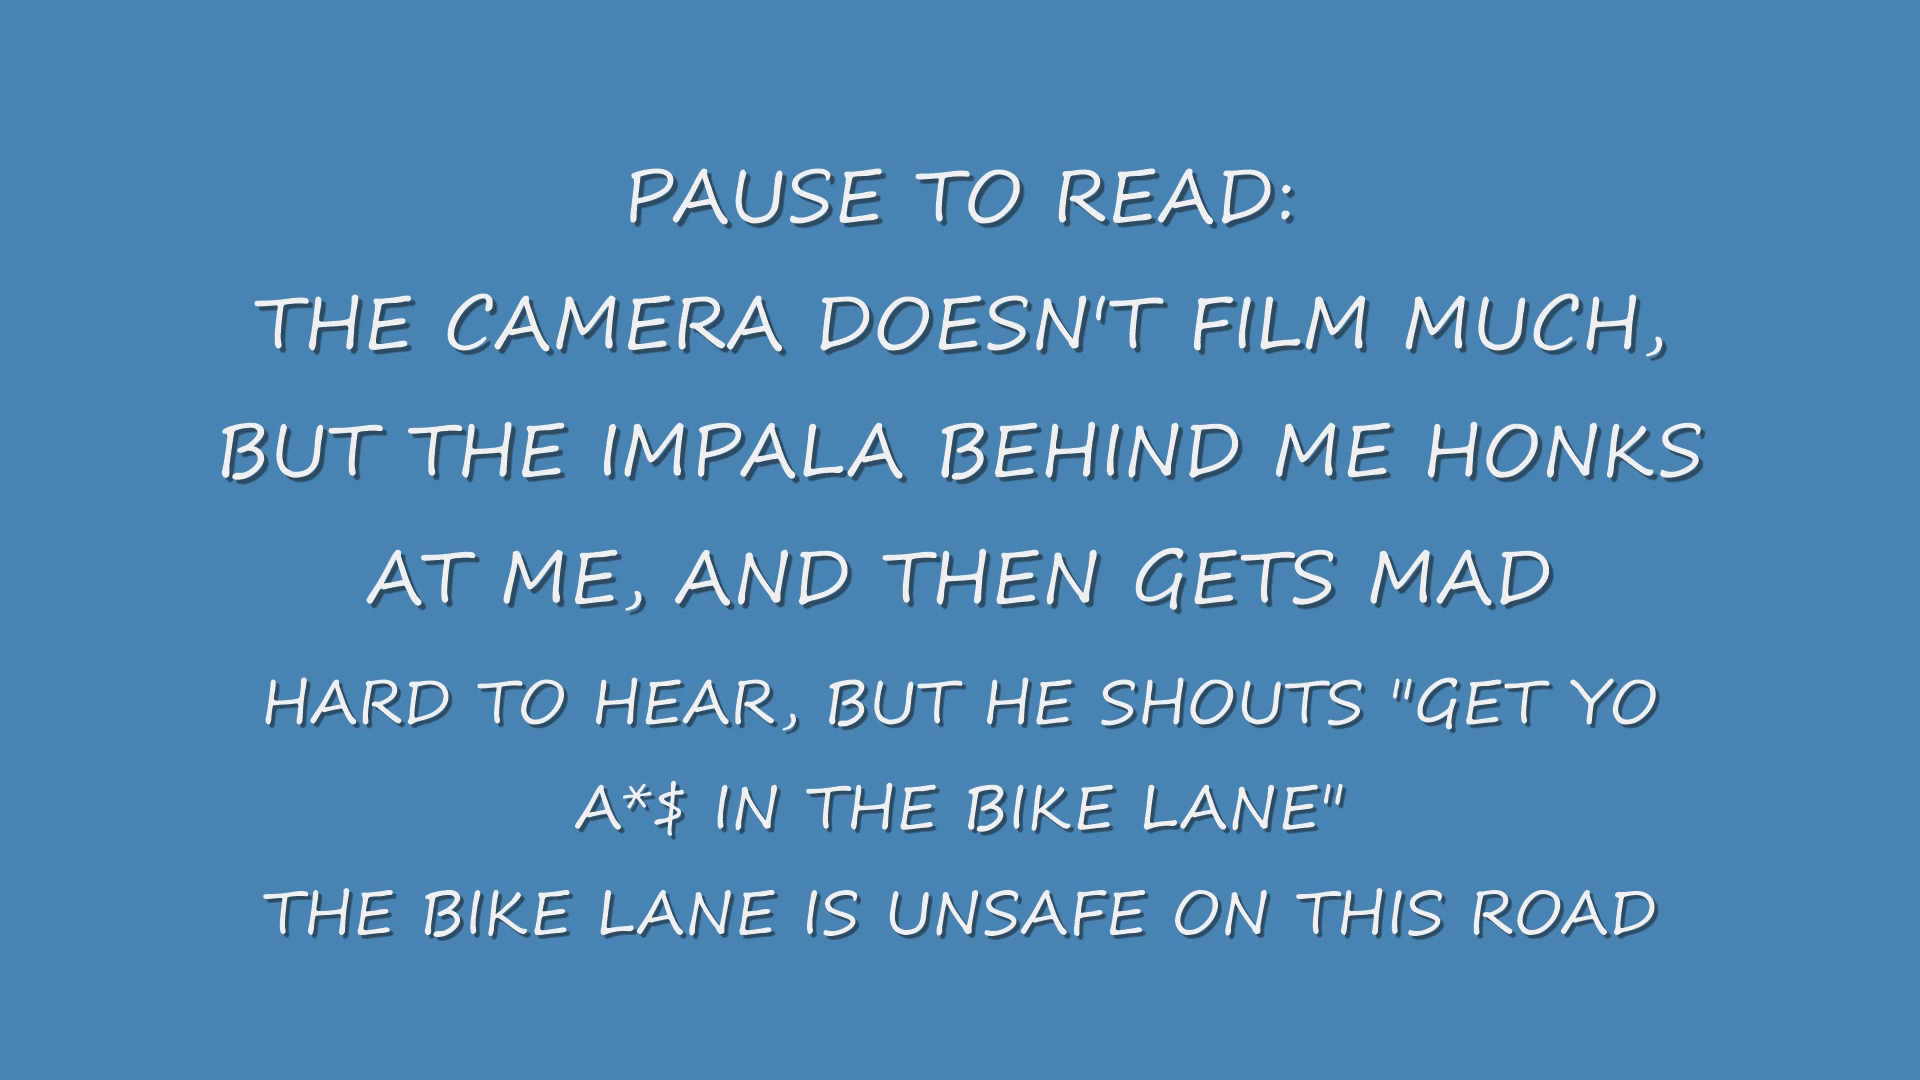 PAUSE TO READ:
THE CAMERA DOESN'T FILM MUCH,
BUT THE IMPALA BEHIND ME HONKS
AT ME, AND THEN GETS MAD
HARD TO HEAR, BUT HE SHOUTS "GET YO
A*$ IN THE BIKE LANE"
THE BIKE LANE IS UNSAFE ON THIS ROAD